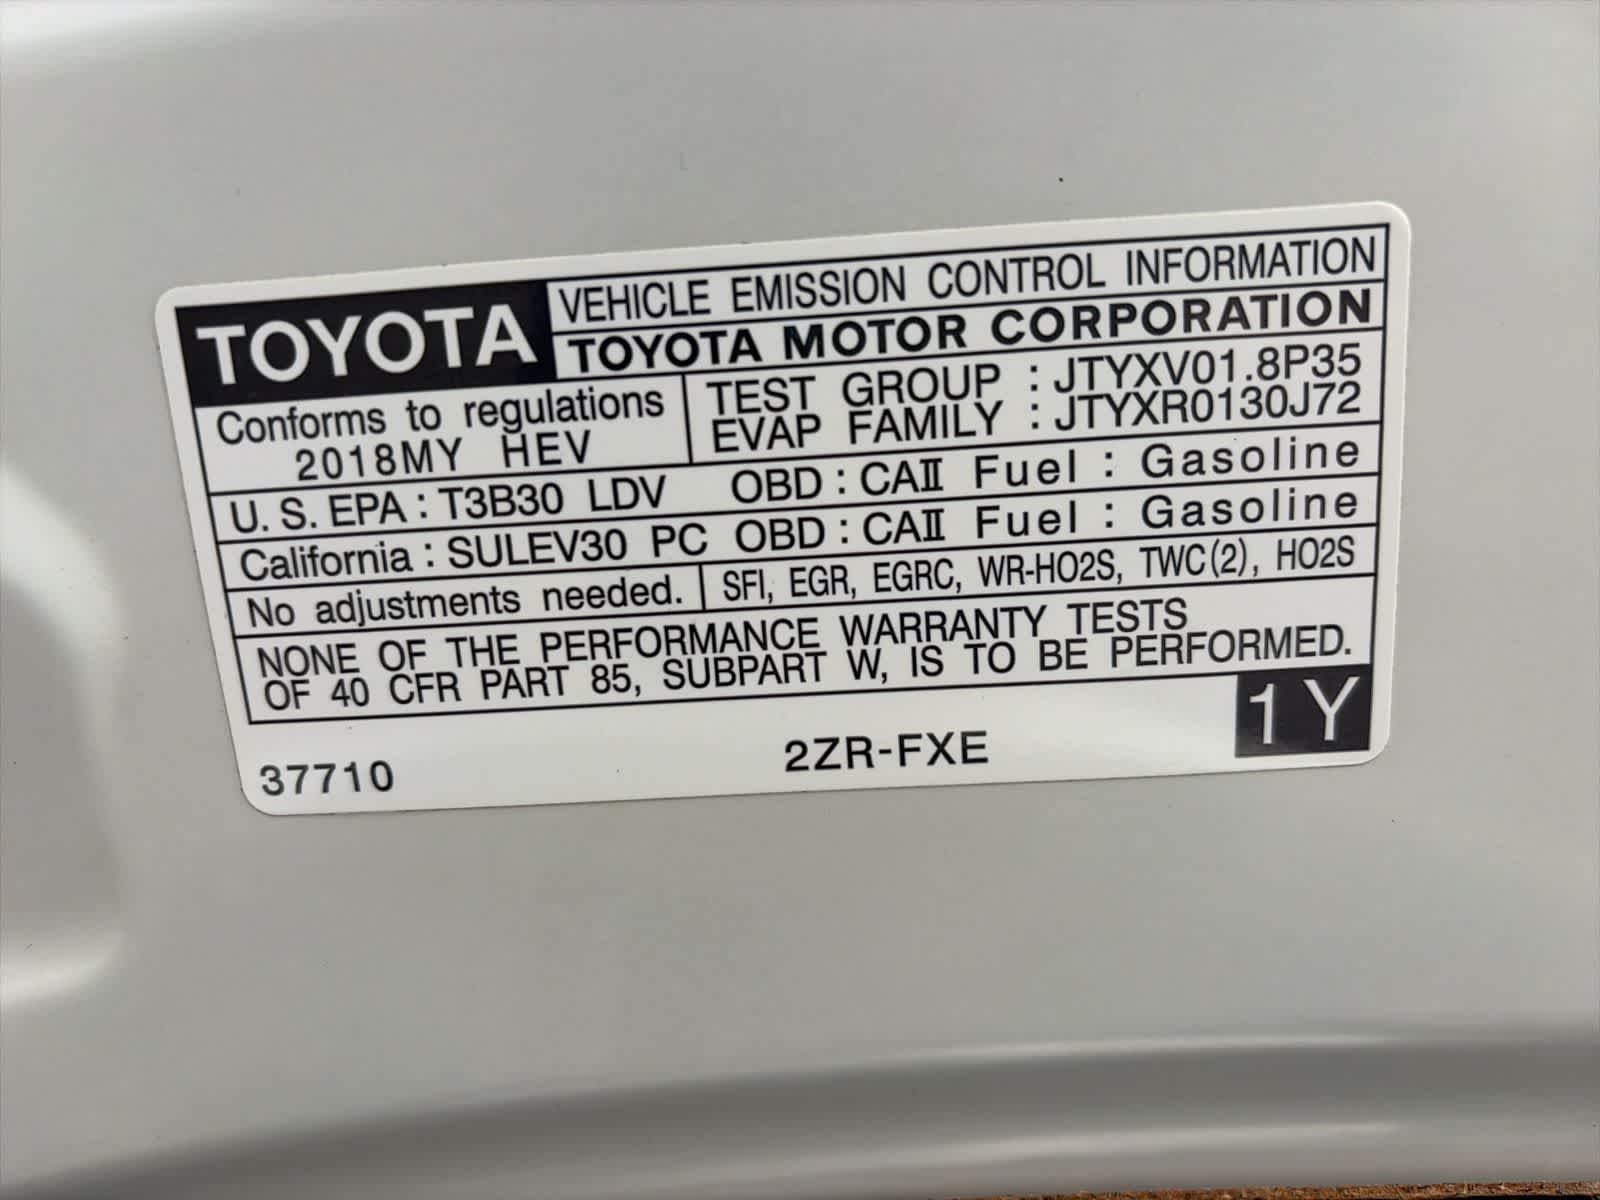 TOYOTA
VEHICLE EMISSION CONTROL INFORMATION
TOYOTA MOTOR CORPORATION
Conforms to regulations
2018MY HEV
TEST GROUP : JTYXV01.8P35
EVAP FAMILY : JTYXR0130J72
U.S. EPA : T3B30 LDV OBD : CAII Fuel : Gasoline
California : SULEV30 PC OBD : CAII Fuel : Gasoline
No adjustments needed. SFI, EGR, EGRC, WR-HO2S, TWC(2), HO2S
NONE OF THE PERFORMANCE WARRANTY TESTS
OF 40 CFR PART 85, SUBPART W, IS TO BE PERFORMED.
37710 2ZR-FXE 1Y